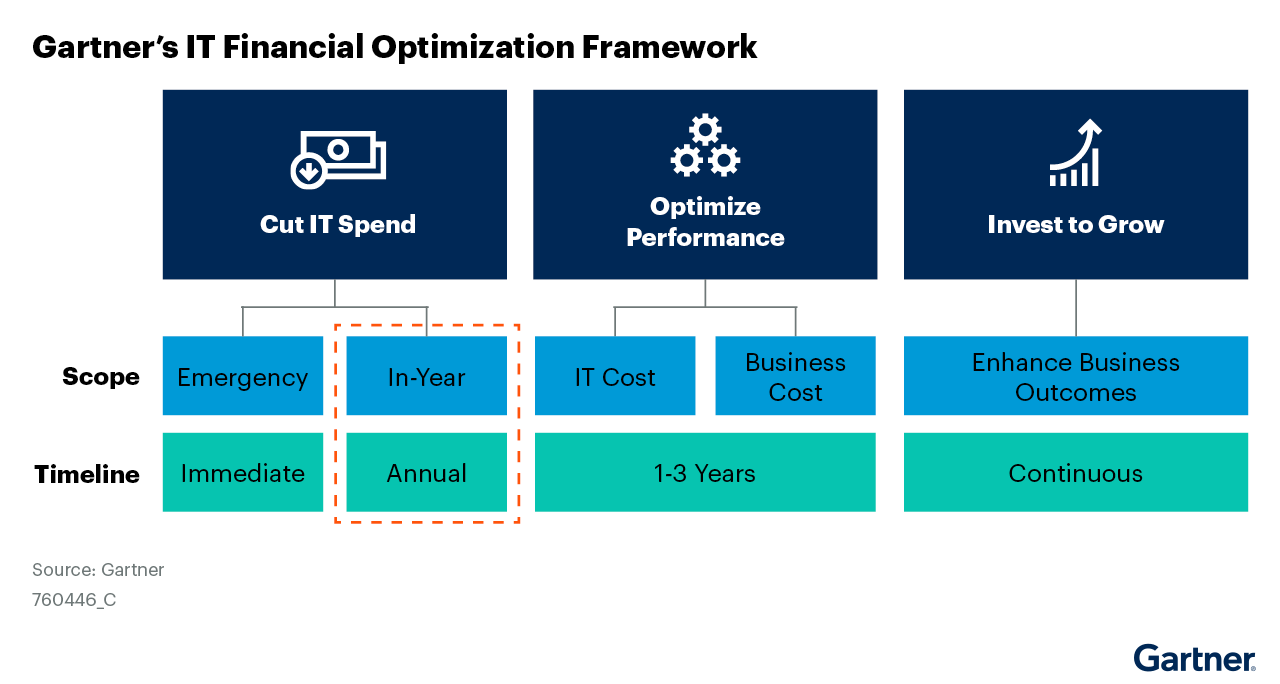 Gartner’s IT Financial Optimization Framework
Cut IT Spend
Optimize
Performance
Invest to Grow
Scope
Emergency
In-Year
IT Cost
Business
Cost
Enhance Business
Outcomes
Timeline
Immediate
Annual
1-3 Years
Continuous
Source: Gartner
760446_C
Gartner®